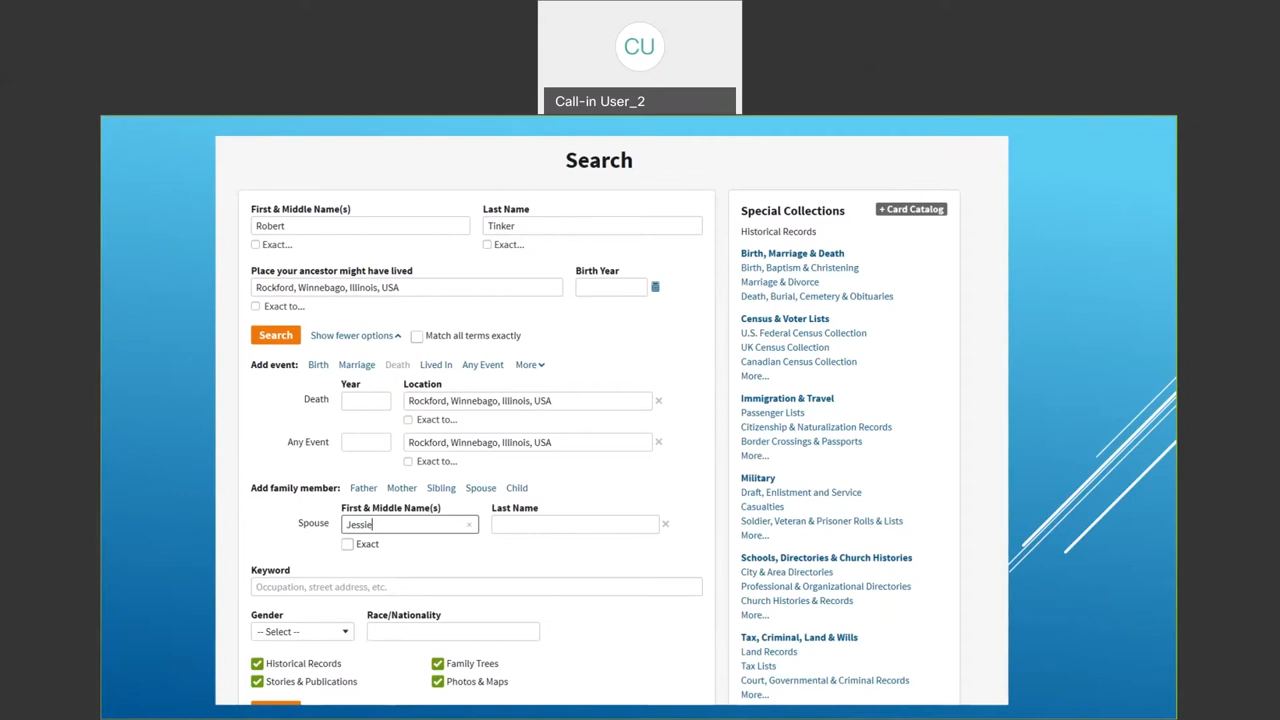 CU
Call-in User_2
Search
First & Middle Name(s)
Last Name
Robert
Tinker
Exact...
Exact...
Place your ancestor might have lived
Birth Year
Rockford, Winnebago, Illinois, USA
Exact to...
Search
Show fewer options
Match all terms exactly
Add event:
Birth
Marriage
Death
Lived In
Any Event
More
Year
Location
Death
Rockford, Winnebago, Illinois, USA
Exact to...
Any Event
Rockford, Winnebago, Illinois, USA
Exact to...
Add family member:
Father
Mother
Sibling
Spouse
Child
First & Middle Name(s)
Last Name
Spouse
Jessie
Exact
Keyword
Occupation, street address, etc.
Gender
Race/Nationality
-- Select --
Historical Records
Family Trees
Stories & Publications
Photos & Maps
Special Collections
+ Card Catalog
Historical Records
Birth, Marriage & Death
Birth, Baptism & Christening
Marriage & Divorce
Death, Burial, Cemetery & Obituaries
Census & Voter Lists
U.S. Federal Census Collection
UK Census Collection
Canadian Census Collection
More...
Immigration & Travel
Passenger Lists
Citizenship & Naturalization Records
Border Crossings & Passports
More...
Military
Draft, Enlistment and Service
Casualties
Soldier, Veteran & Prisoner Rolls & Lists
More...
Schools, Directories & Church Histories
City & Area Directories
Professional & Organizational Directories
Church Histories & Records
More...
Tax, Criminal, Land & Wills
Land Records
Tax Lists
Court, Governmental & Criminal Records
More...